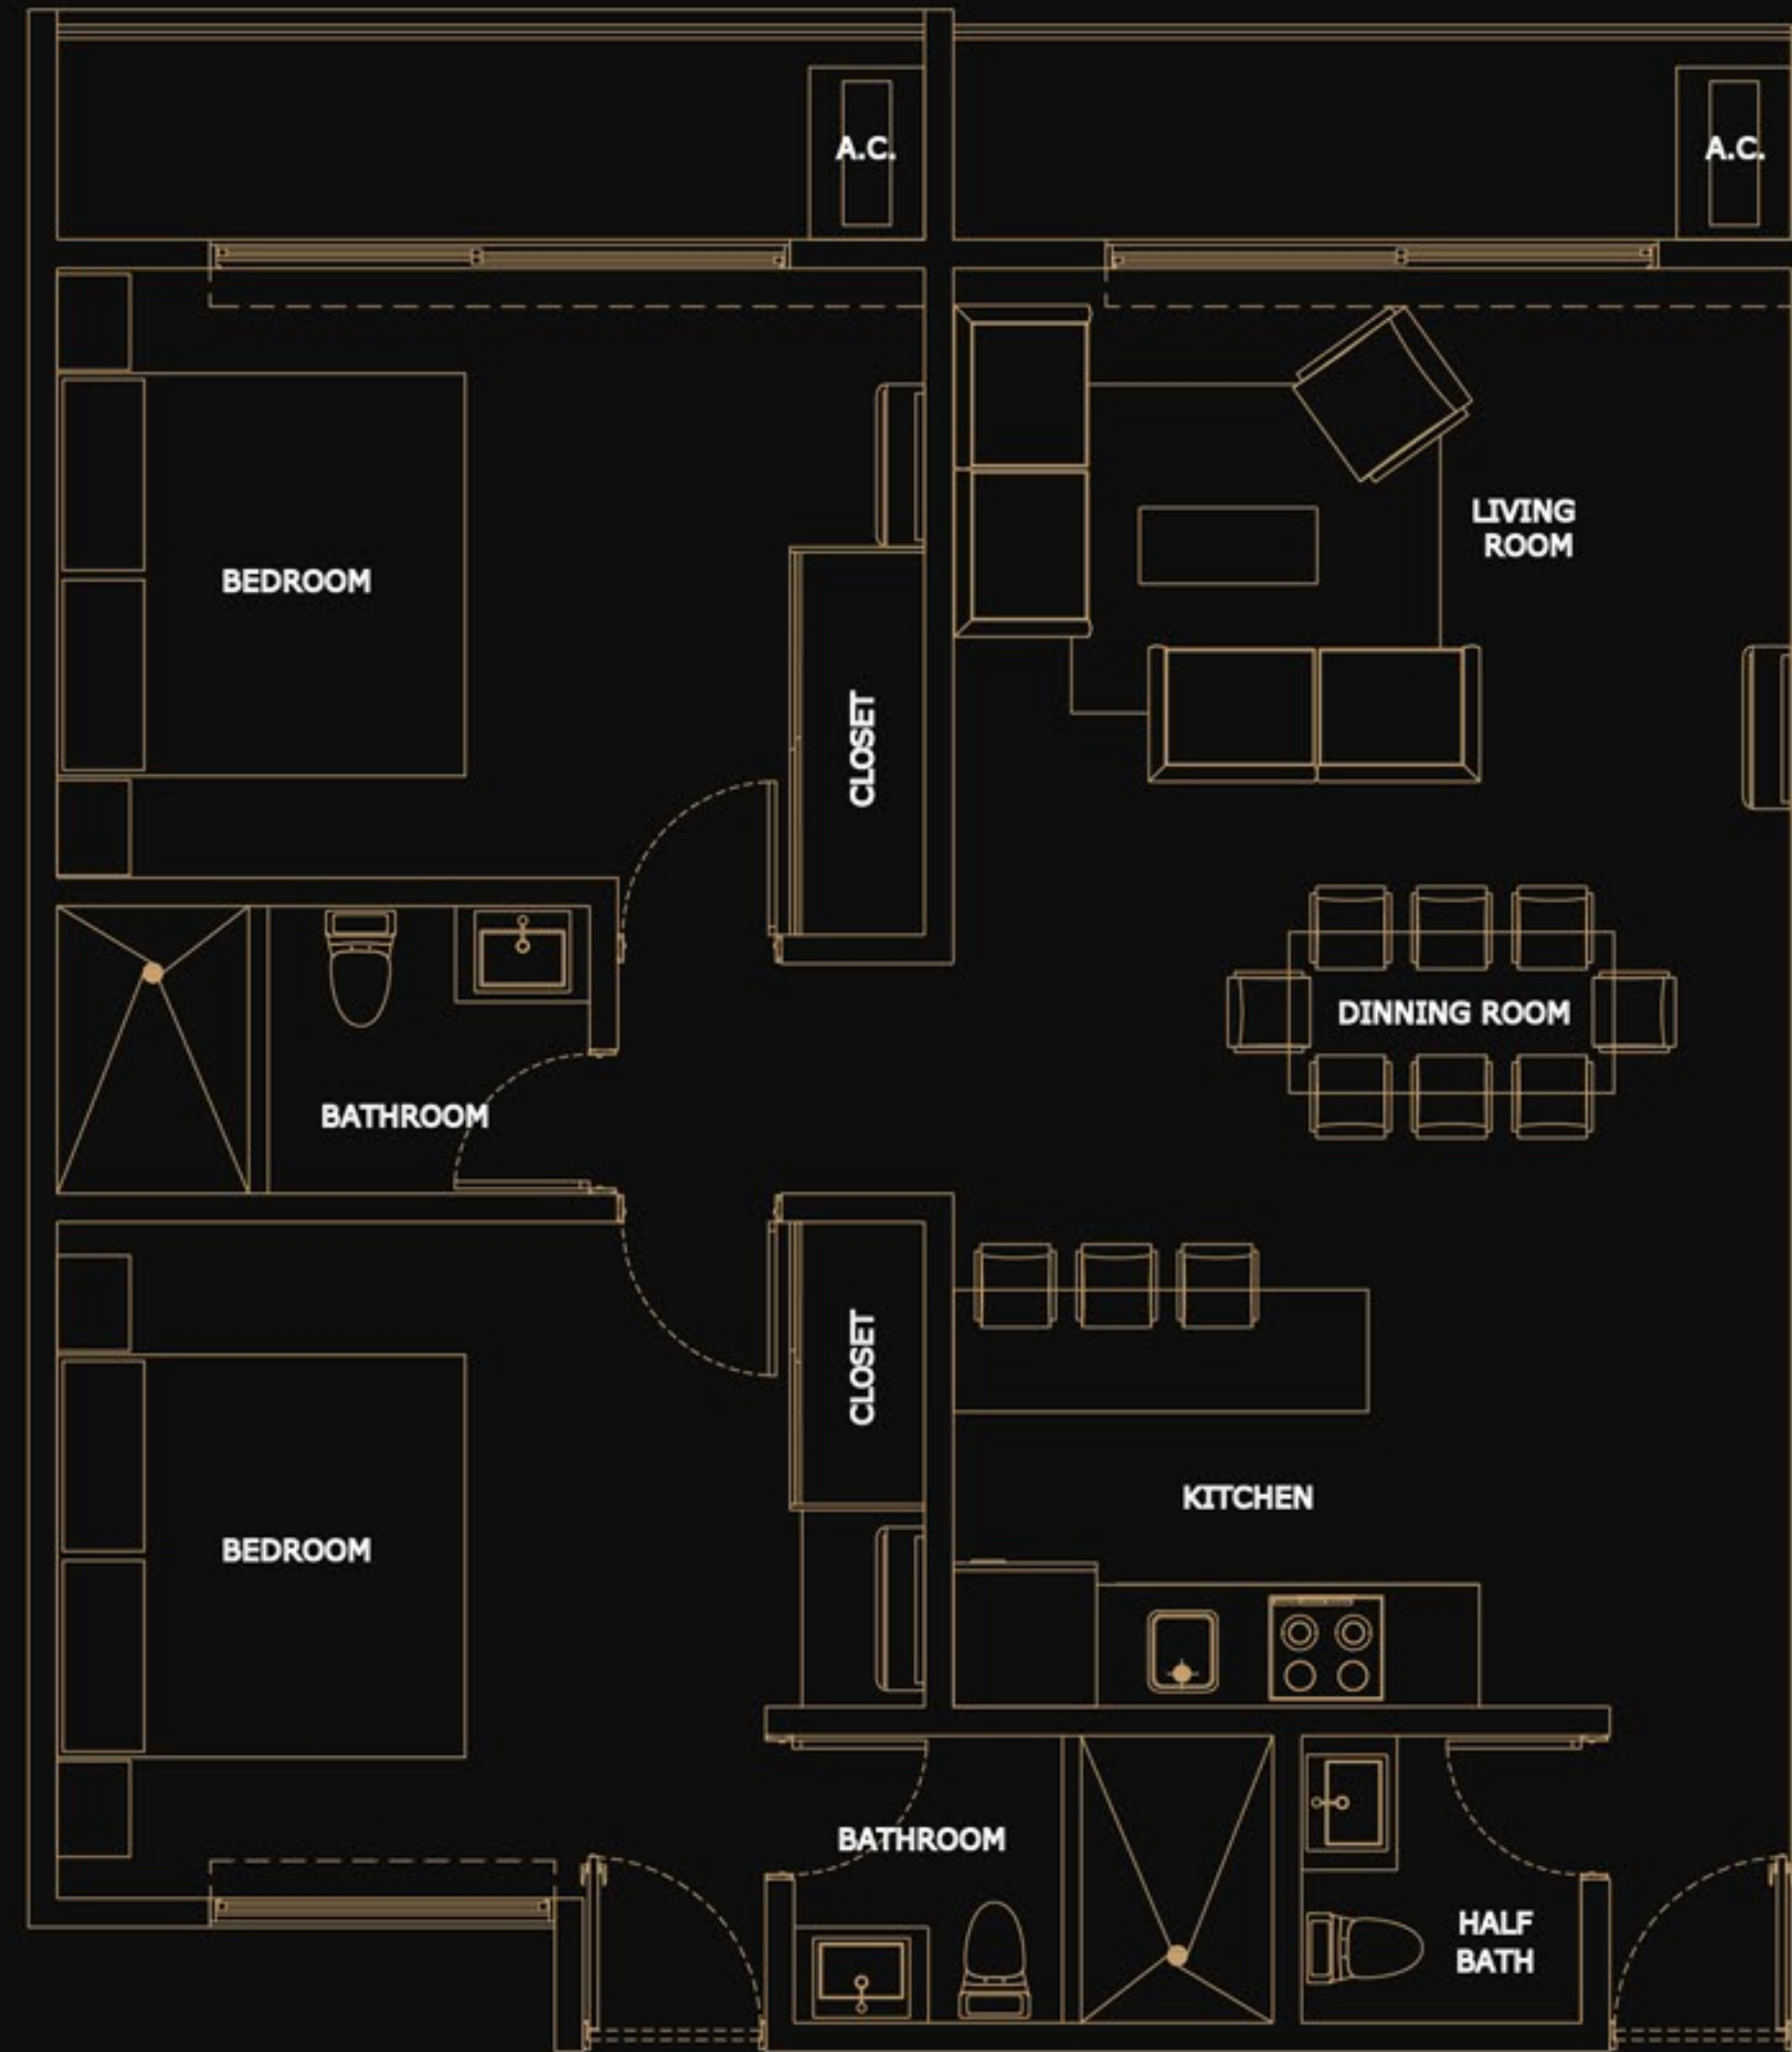 A.C.
A.C.
LIVING
ROOM
BEDROOM
CLOSET
DINNING ROOM
BATHROOM
CLOSET
KITCHEN
BEDROOM
BATHROOM
HALF
BATH